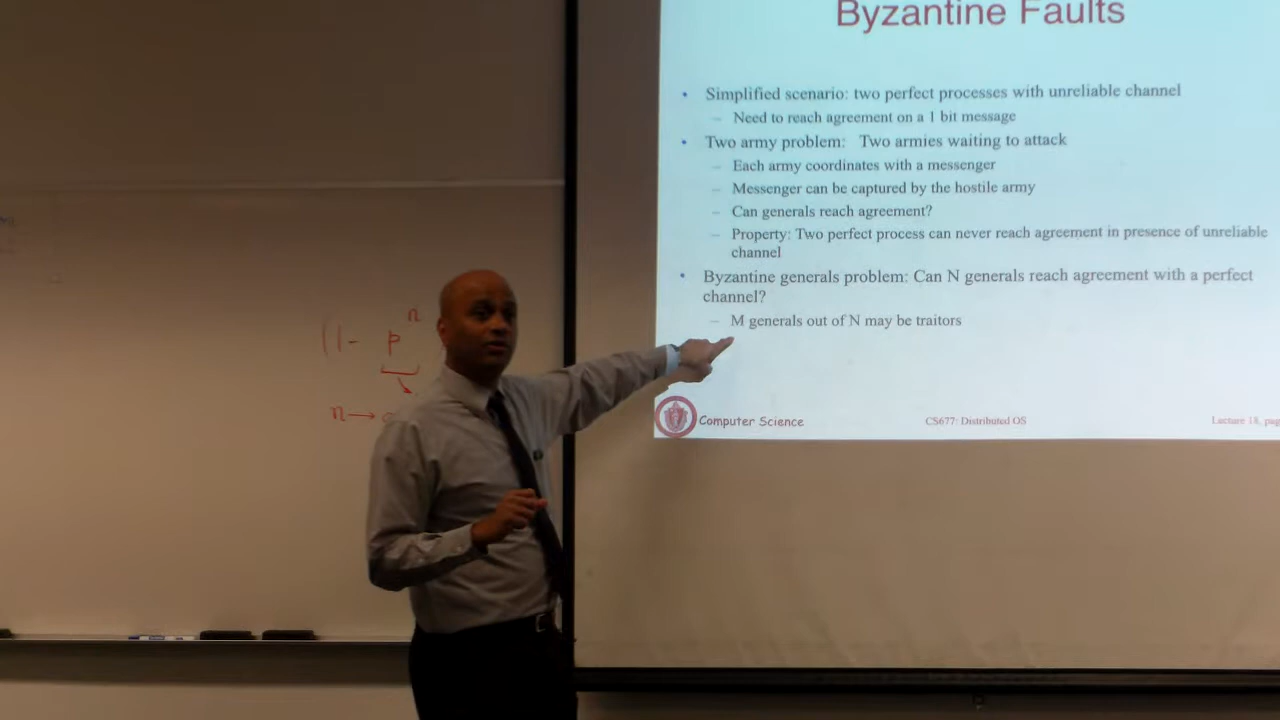 Byzantine Faults
• Simplified scenario: two perfect processes with unreliable channel
– Need to reach agreement on a 1 bit message
• Two army problem: Two armies waiting to attack
– Each army coordinates with a messenger
– Messenger can be captured by the hostile army
– Can generals reach agreement?
– Property: Two perfect process can never reach agreement in presence of unreliable
channel
• Byzantine generals problem: Can N generals reach agreement with a perfect
channel?
– M generals out of N may be traitors
(1- p^n
n→
Computer Science
CS677: Distributed OS
Lecture 18, pag